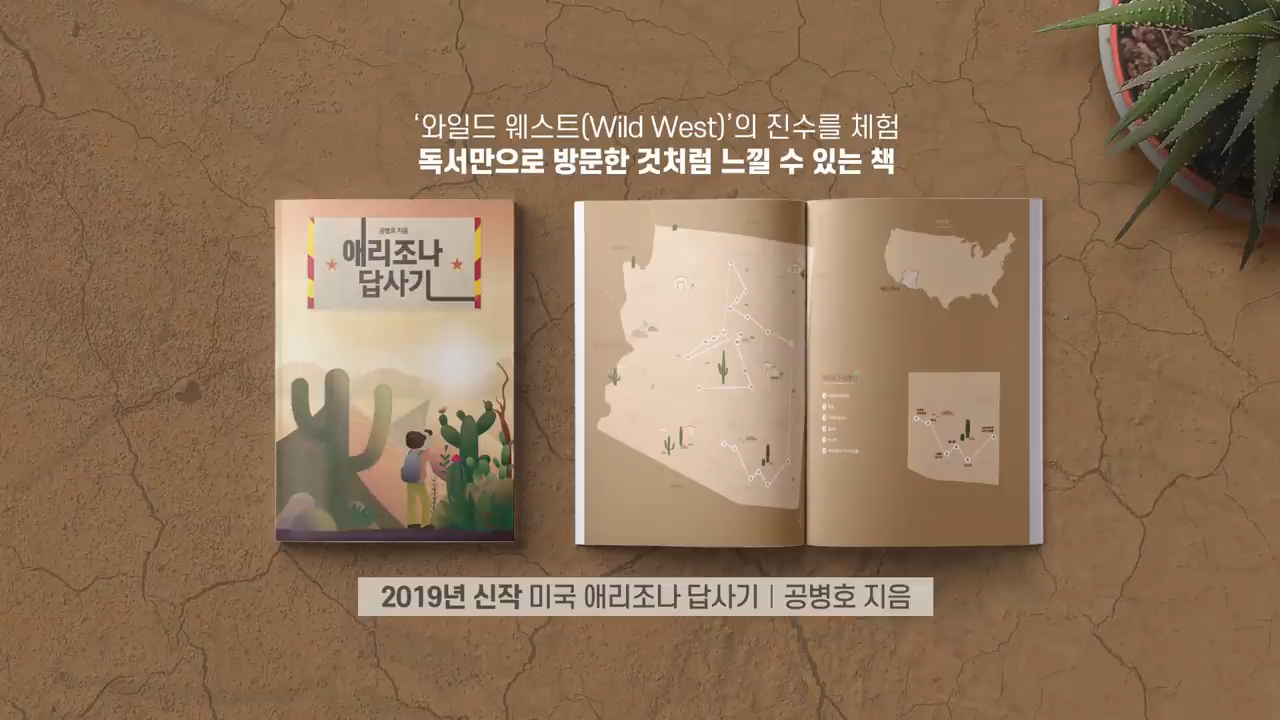 ‘와일드 웨스트(Wild West)’의 진수를 체험
독서만으로 방문한 것처럼 느낄 수 있는 책
공병호 지음
애리조나
답사기
2019년 신작 미국 애리조나 답사기 | 공병호 지음